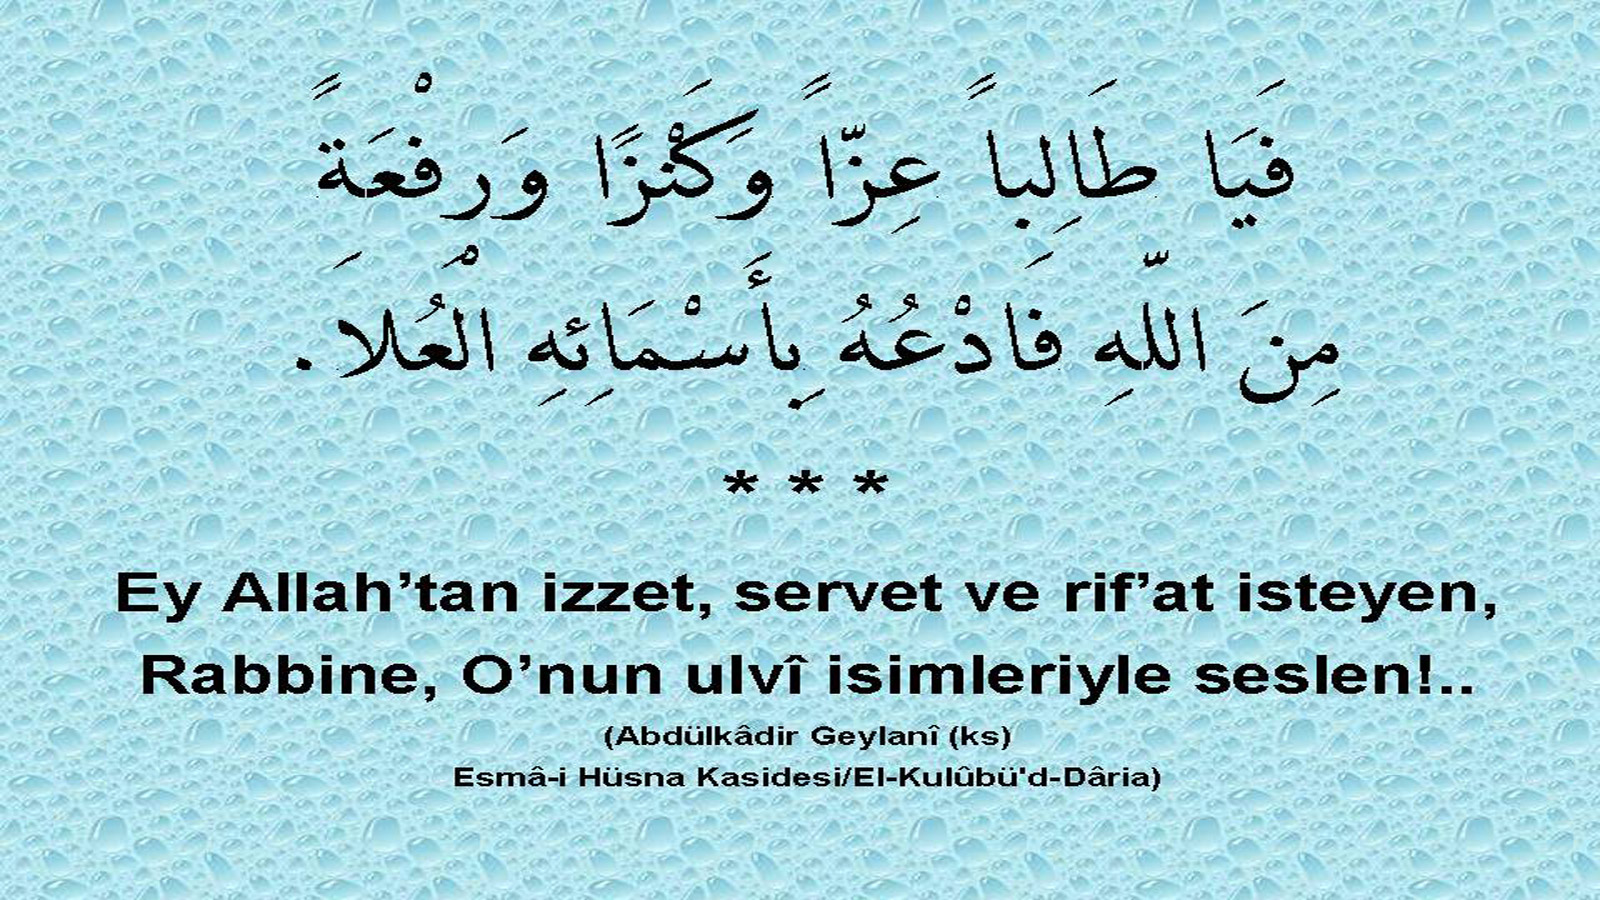 فَيَا طَالِباً عِزّاً وَكَنْزًا وَرِفْعَةً
مِنَ اللّهِ فَادْعُهُ بِأَسْمَائِهِ الْعُلاَ.
* * *
Ey Allah’tan izzet, servet ve rif’at isteyen,
Rabbine, O’nun ulvî isimleriyle seslen!..
(Abdülkâdir Geylanî (ks)
Esmâ-i Hüsna Kasidesi/El-Kulûbü'd-Dâria)